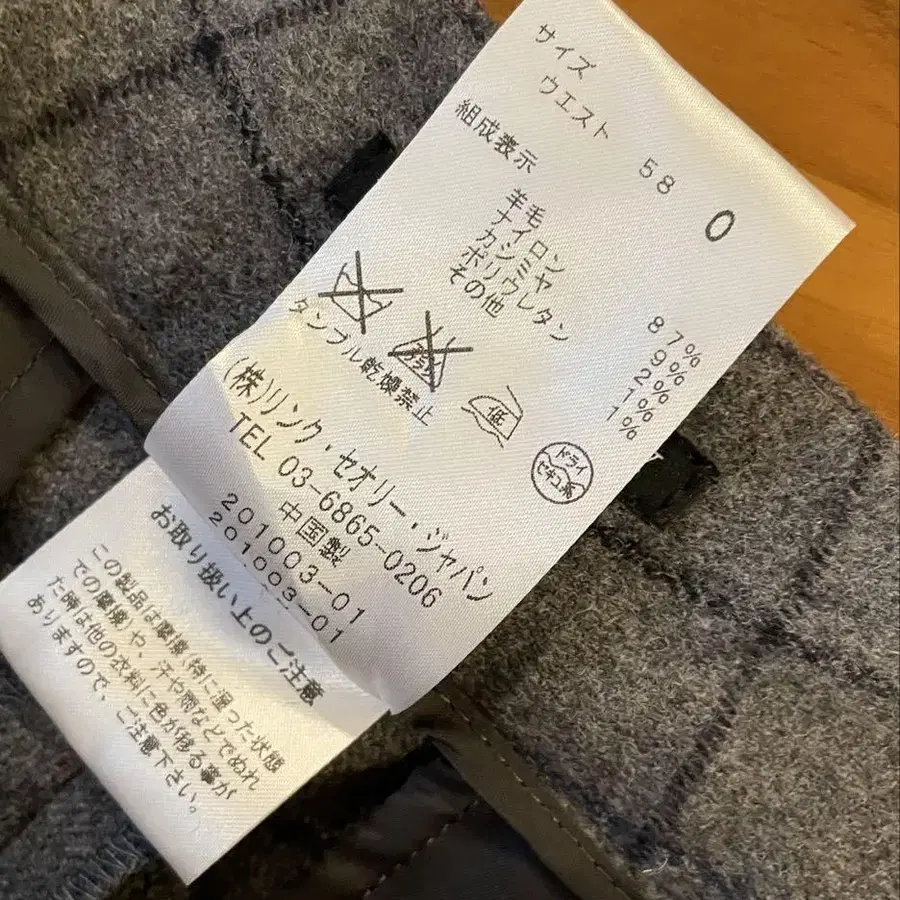 サイズ 0
ウエスト 58
組成表示
羊毛 87%
ナイロン 9%
カシミヤ 2%
ポリウレタン 1%
その他 1%
低
ドライ
セキユ系
タンブル乾燥禁止
(株)リンク・セオリー・ジャパン
TEL 03-6865-0206
中国製
201003-01
201003-01
お取り扱い上のご注意
この製品は摩擦(特に湿った状態
での摩擦)や、汗や雨などでぬれ
た時は他の衣料に色が移る事が
ありますので、ご注意下さい。